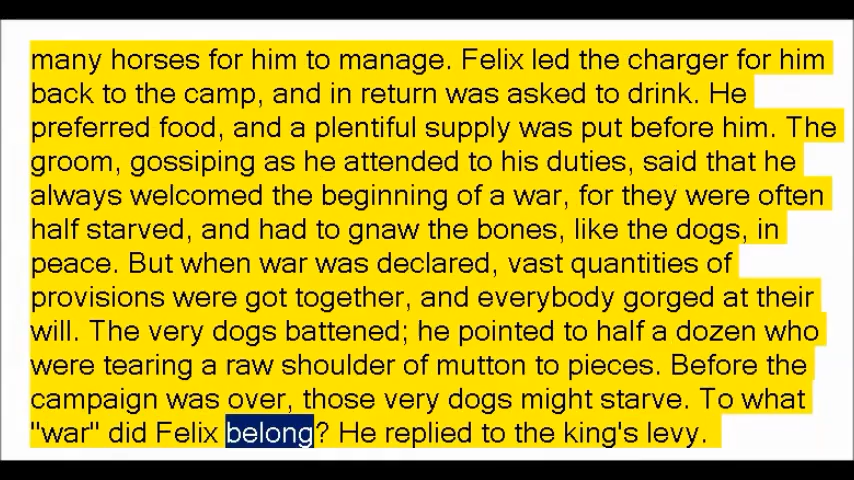 many horses for him to manage. Felix led the charger for him
back to the camp, and in return was asked to drink. He
preferred food, and a plentiful supply was put before him. The
groom, gossiping as he attended to his duties, said that he
always welcomed the beginning of a war, for they were often
half starved, and had to gnaw the bones, like the dogs, in
peace. But when war was declared, vast quantities of
provisions were got together, and everybody gorged at their
will. The very dogs battened; he pointed to half a dozen who
were tearing a raw shoulder of mutton to pieces. Before the
campaign was over, those very dogs might starve. To what
"war" did Felix belong? He replied to the king's levy.